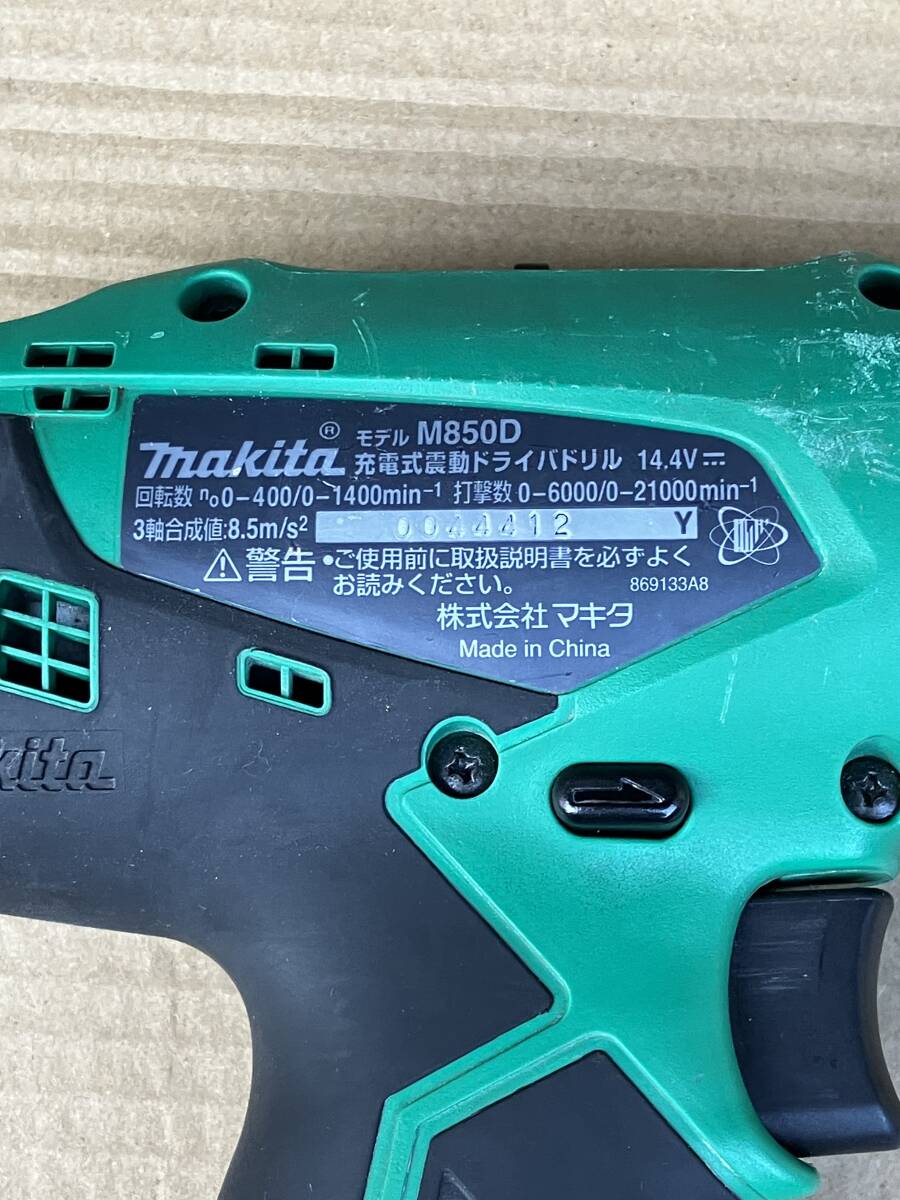 makita® モデル M850D
充電式震動ドライバドリル 14.4V
回転数 n₀0-400/0-1400min⁻¹ 打撃数 0-6000/0-21000min⁻¹
3軸合成値:8.5m/s² 0044412 Y
⚠警告 •ご使用前に取扱説明書を必ずよく
お読みください。 869133A8
株式会社 マキタ
Made in China
kita